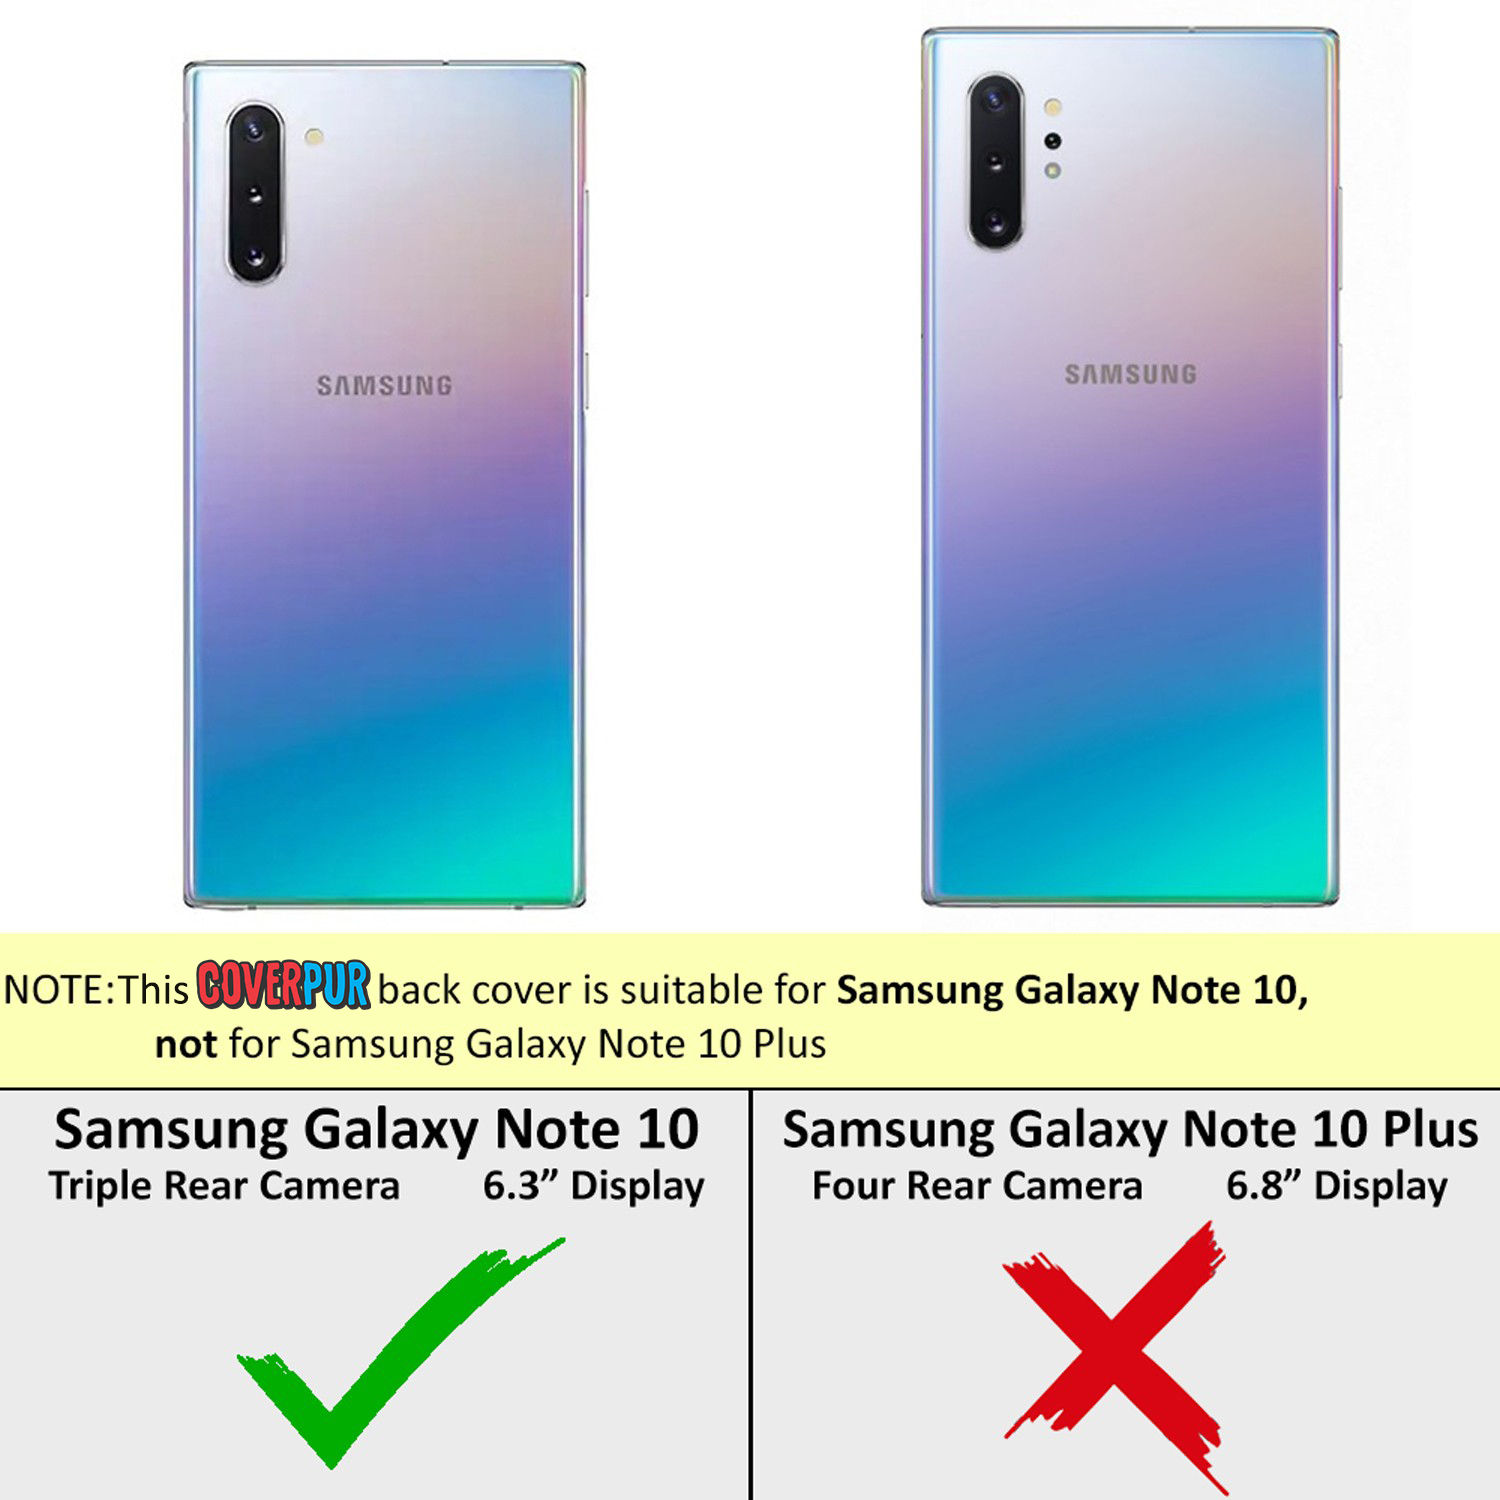 SAMSUNG
SAMSUNG
NOTE:This COVERPUR back cover is suitable for Samsung Galaxy Note 10,
not for Samsung Galaxy Note 10 Plus
Samsung Galaxy Note 10
Triple Rear Camera 6.3” Display
Samsung Galaxy Note 10 Plus
Four Rear Camera 6.8” Display